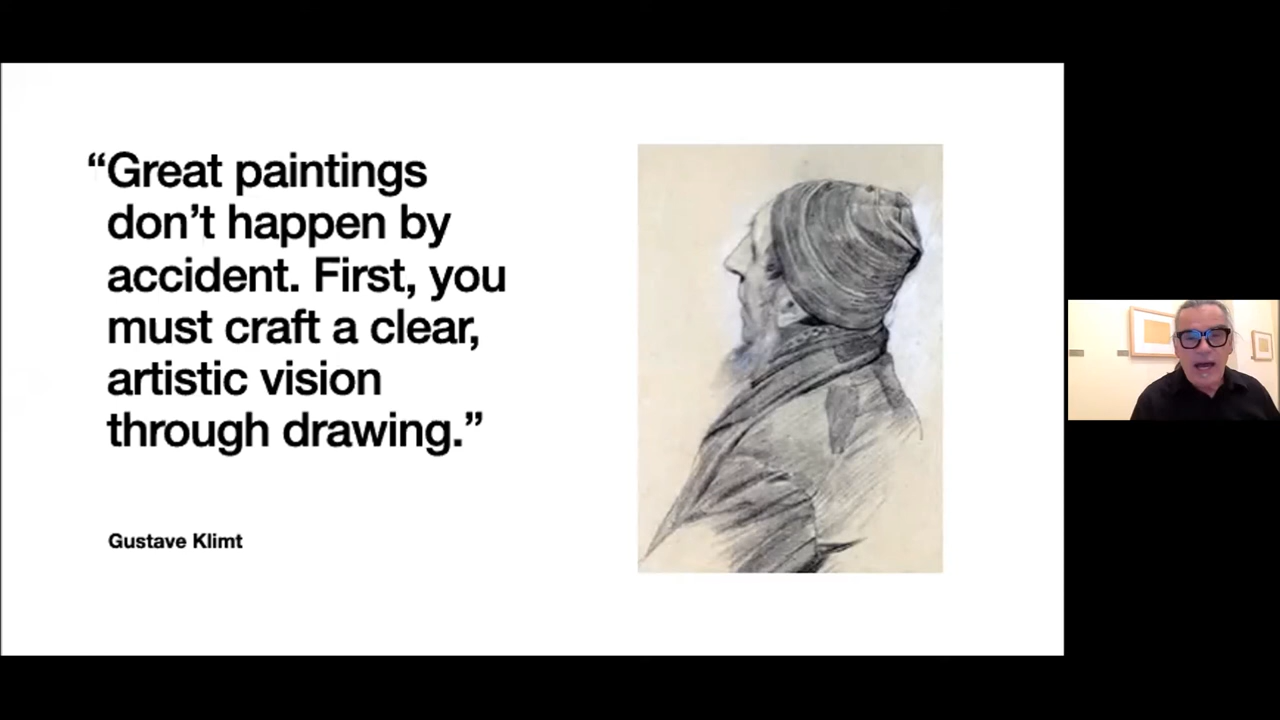 “Great paintings
don’t happen by
accident. First, you
must craft a clear,
artistic vision
through drawing.”
Gustave Klimt